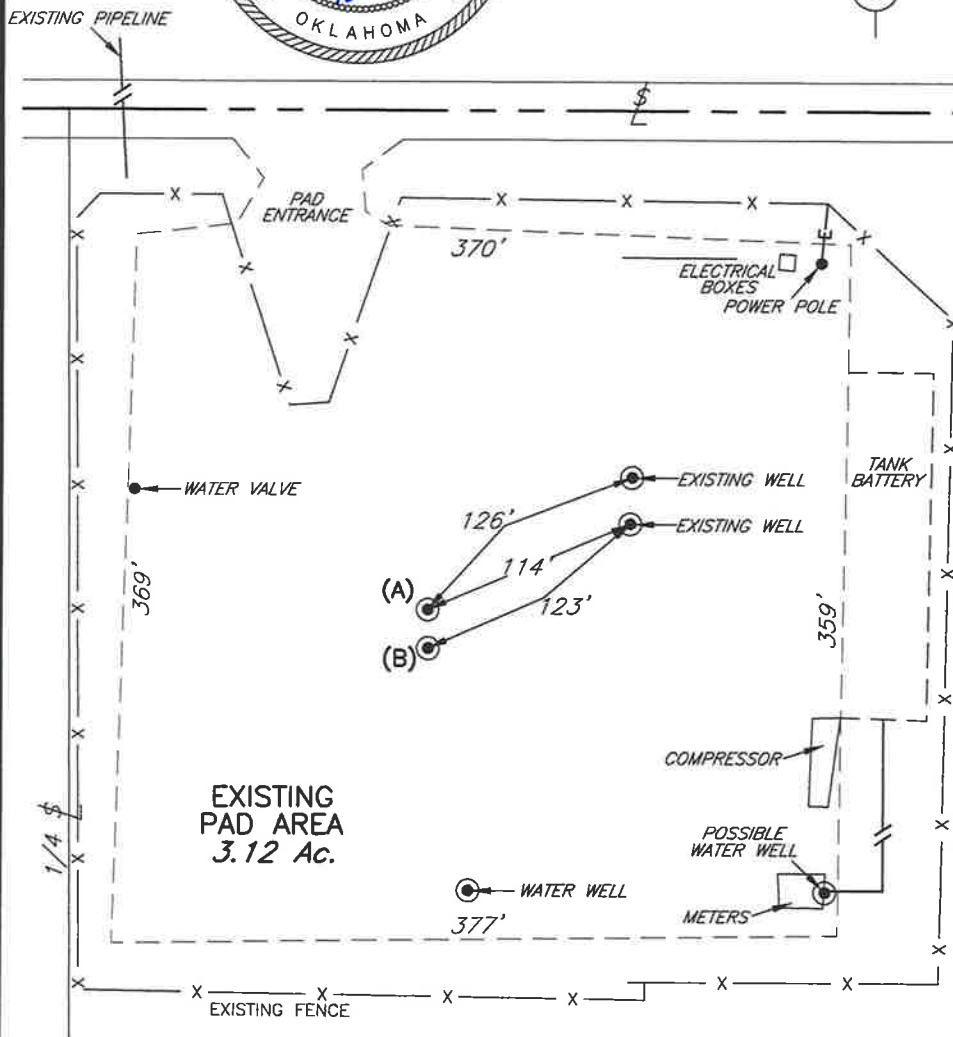 OKLAHOMA
EXISTING PIPELINE
PAD
ENTRANCE
370'
ELECTRICAL
BOXES
POWER POLE
TANK
BATTERY
WATER VALVE
EXISTING WELL
EXISTING WELL
126'
114'
123'
(A)
(B)
369'
359'
COMPRESSOR
EXISTING
PAD AREA
3.12 Ac.
1/4
POSSIBLE
WATER WELL
WATER WELL
METERS
377'
EXISTING FENCE